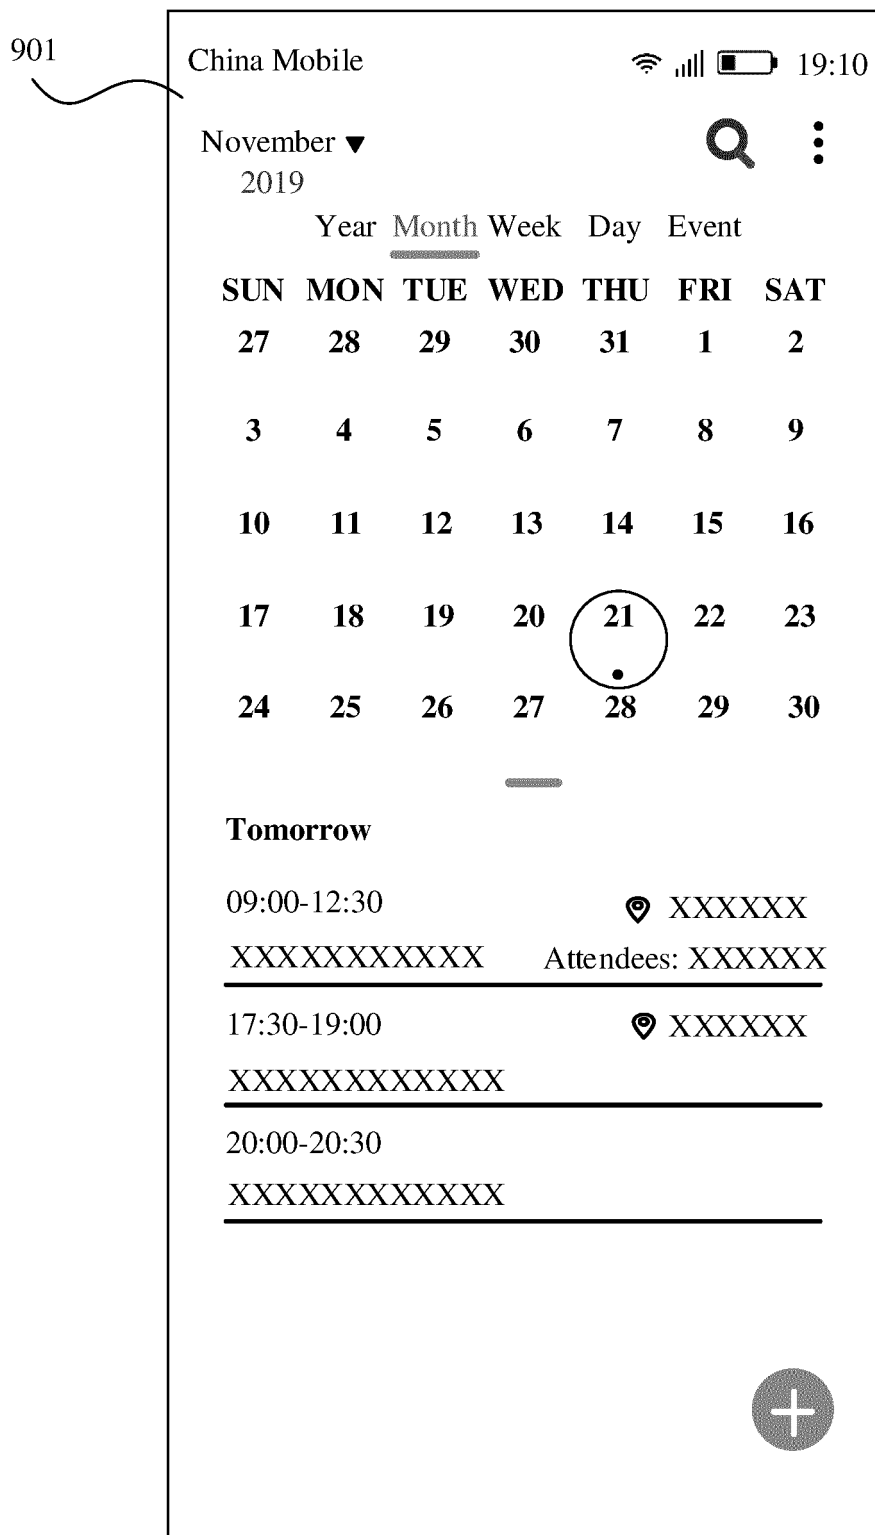 901
China Mobile 19:10
November
2019
Year Month Week Day Event
SUN MON TUE WED THU FRI SAT
27 28 29 30 31 1 2
3 4 5 6 7 8 9
10 11 12 13 14 15 16
17 18 19 20 21 22 23
24 25 26 27 28 29 30
Tomorrow
09:00-12:30 XXXXXX
XXXXXXXXXXX Attendees: XXXXXX
17:30-19:00 XXXXXX
XXXXXXXXXXXX
20:00-20:30
XXXXXXXXXXXX